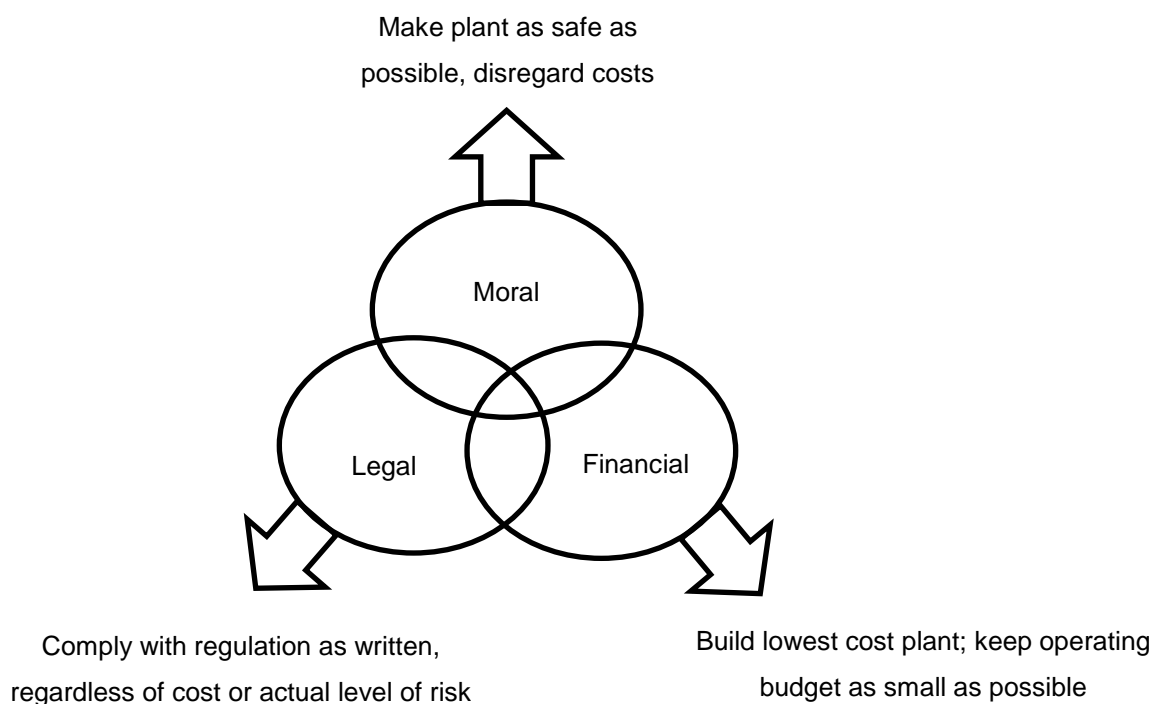 Make plant as safe as
possible, disregard costs
Moral
Legal
Financial
Comply with regulation as written,
regardless of cost or actual level of risk
Build lowest cost plant; keep operating
budget as small as possible